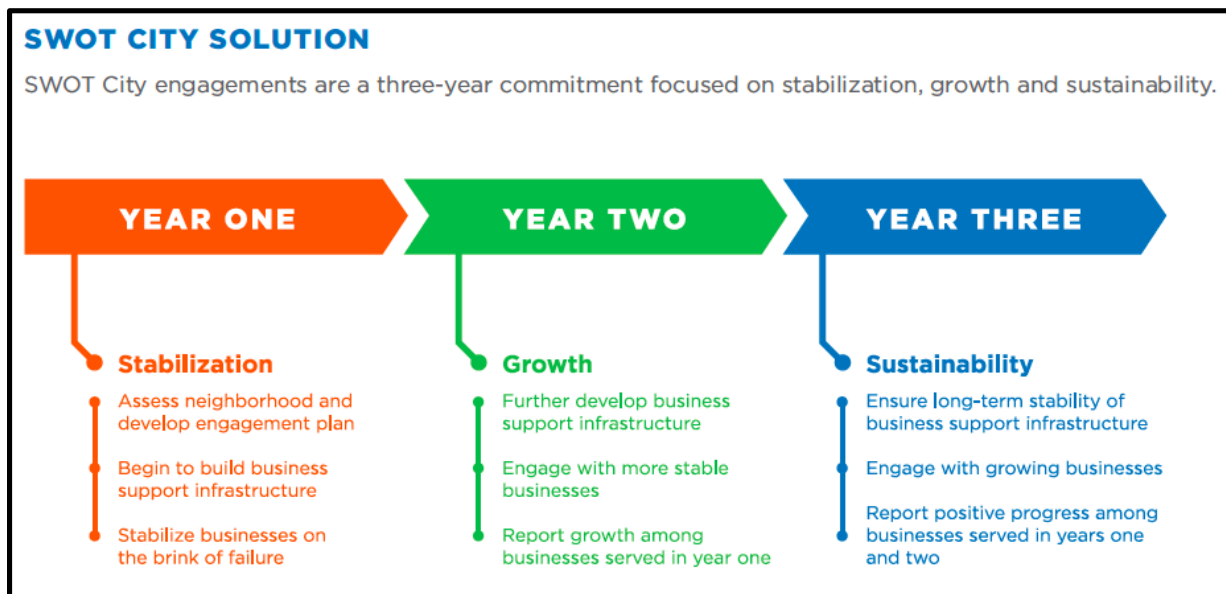 SWOT CITY SOLUTION
SWOT City engagements are a three-year commitment focused on stabilization, growth and sustainability.
YEAR ONE
YEAR TWO
YEAR THREE
Stabilization
Assess neighborhood and
develop engagement plan
Begin to build business
support infrastructure
Stabilize businesses on
the brink of failure
Growth
Further develop business
support infrastructure
Engage with more stable
businesses
Report growth among
businesses served in year one
Sustainability
Ensure long-term stability of
business support infrastructure
Engage with growing businesses
Report positive progress among
businesses served in years one
and two